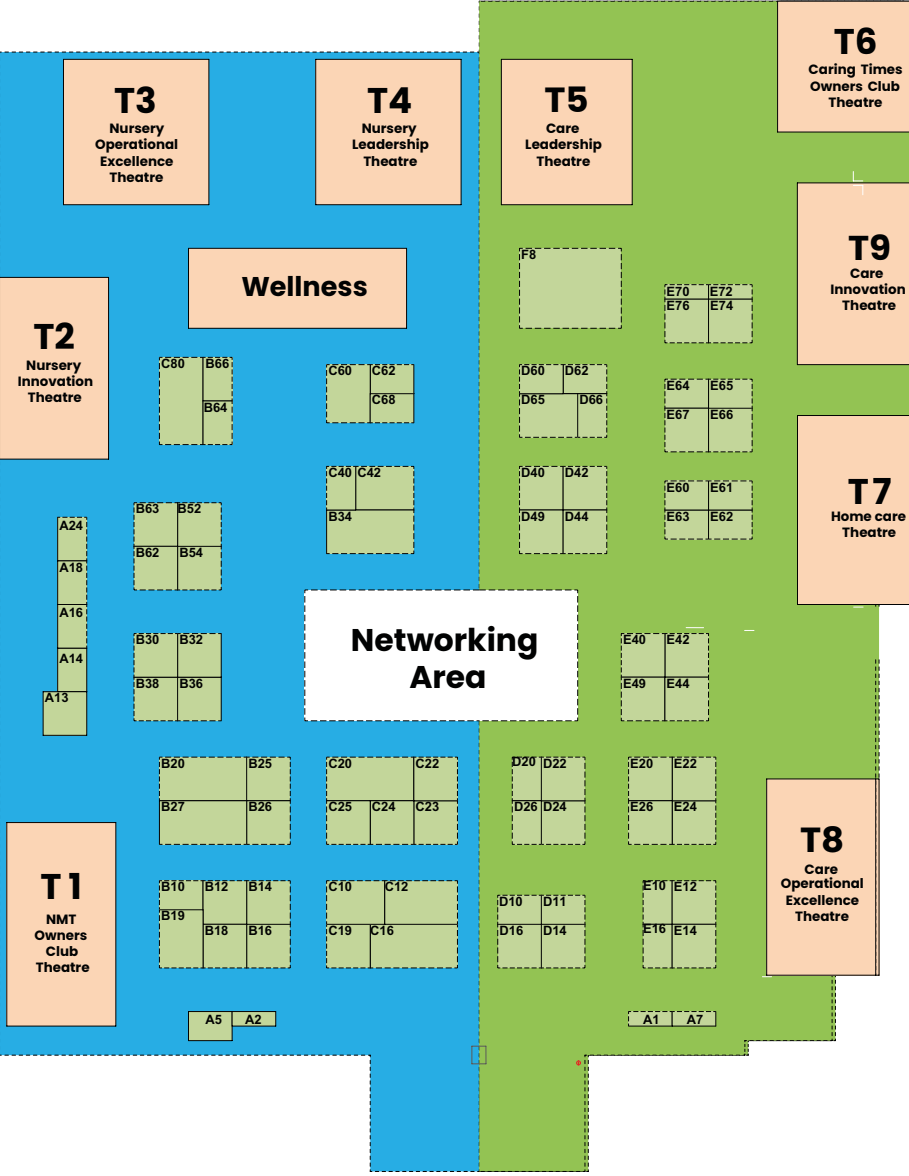 T6
Caring Times
Owners Club
Theatre
T3
Nursery
Operational
Excellence
Theatre
T4
Nursery
Leadership
Theatre
T5
Care
Leadership
Theatre
T9
Care
Innovation
Theatre
Wellness
F8
E70 E72
E76 E74
T2
Nursery
Innovation
Theatre
C80 B66
B64
C60 C62
C68
D60 D62
D65 D66
E64 E65
E67 E66
T7
Home care
Theatre
C40 C42
B34
D40 D42
D49 D44
E60 E61
E63 E62
A24
A18
A16
A14
A13
B63 B52
B62 B54
B30 B32
B38 B36
Networking
Area
E40 E42
E49 E44
B20 B25
B27 B26
C20 C22
C25 C24 C23
D20 D22
D26 D24
E20 E22
E26 E24
T8
Care
Operational
Excellence
Theatre
T1
NMT
Owners
Club
Theatre
B10 B12 B14
B19
B18 B16
C10 C12
C19 C16
D10 D11
D16 D14
E10 E12
E16 E14
A5 A2
A1 A7